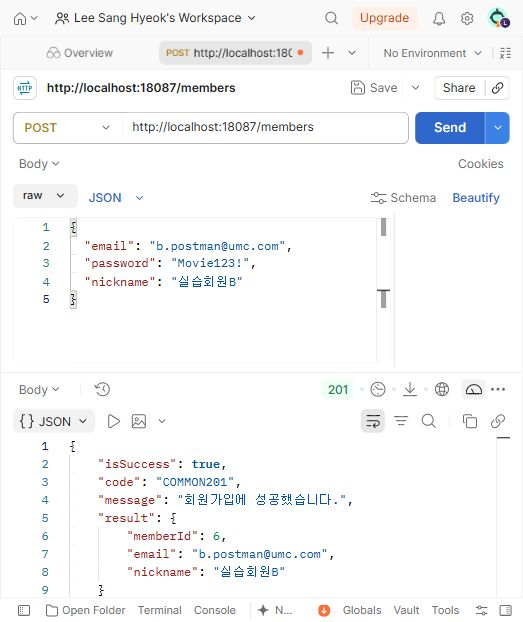 Lee Sang Hyeok's Workspace Upgrade
Overview POST http://localhost:180 No Environment
HTTP http://localhost:18087/members Save Share
POST http://localhost:18087/members Send
Body Cookies
raw JSON Schema Beautify
1 {
2 "email": "b.postman@umc.com",
3 "password": "Movie123!",
4 "nickname": "실습회원B"
5 }
Body 201
{} JSON
1 {
2 "isSuccess": true,
3 "code": "COMMON201",
4 "message": "회원가입에 성공했습니다.",
5 "result": {
6 "memberId": 6,
7 "email": "b.postman@umc.com",
8 "nickname": "실습회원B"
9 }
Open Folder Terminal Console N... Globals Vault Tools